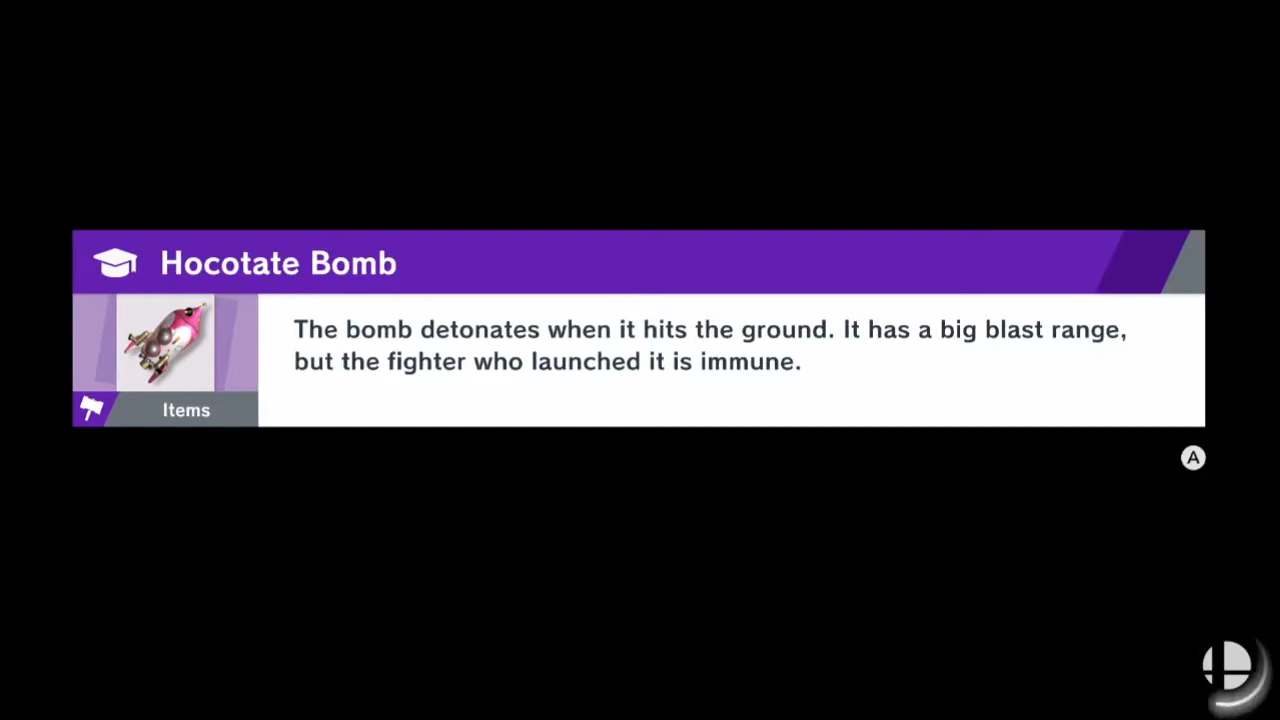 Hocotate Bomb
The bomb detonates when it hits the ground. It has a big blast range,
but the fighter who launched it is immune.
Items
A